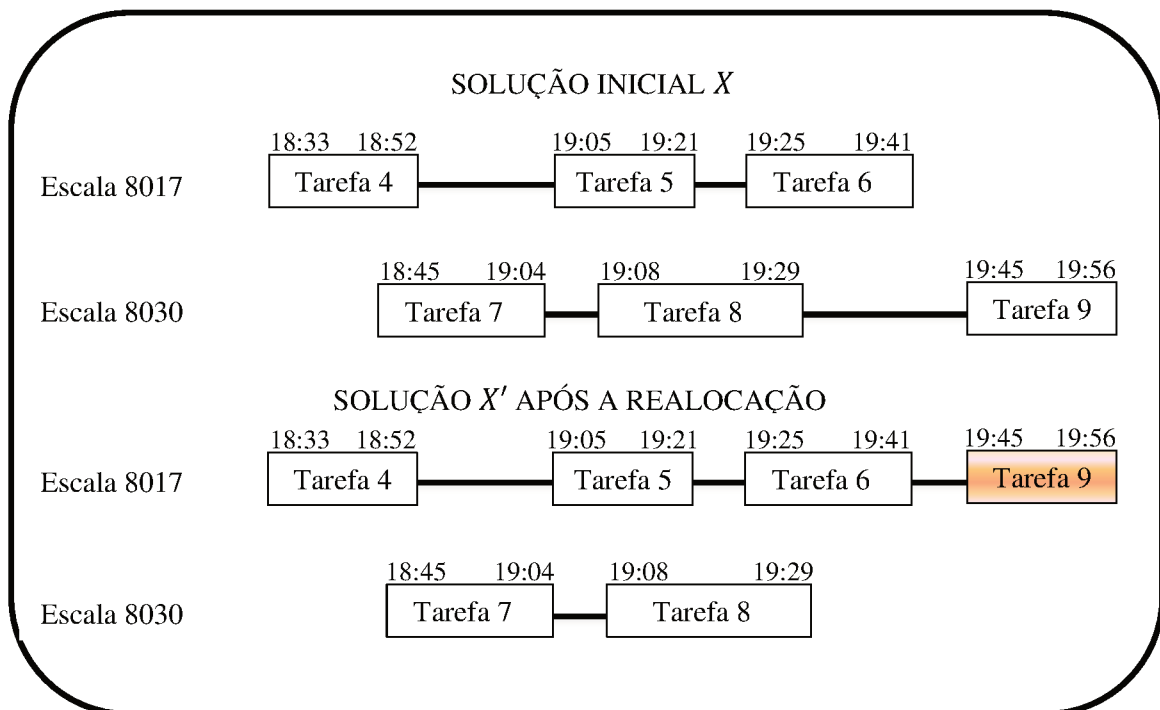 SOLUÇÃO INICIAL X
18:33 18:52 19:05 19:21 19:25 19:41
Escala 8017 Tarefa 4 Tarefa 5 Tarefa 6
18:45 19:04 19:08 19:29 19:45 19:56
Escala 8030 Tarefa 7 Tarefa 8 Tarefa 9
SOLUÇÃO X' APÓS A REALOCAÇÃO
18:33 18:52 19:05 19:21 19:25 19:41 19:45 19:56
Escala 8017 Tarefa 4 Tarefa 5 Tarefa 6 Tarefa 9
18:45 19:04 19:08 19:29
Escala 8030 Tarefa 7 Tarefa 8